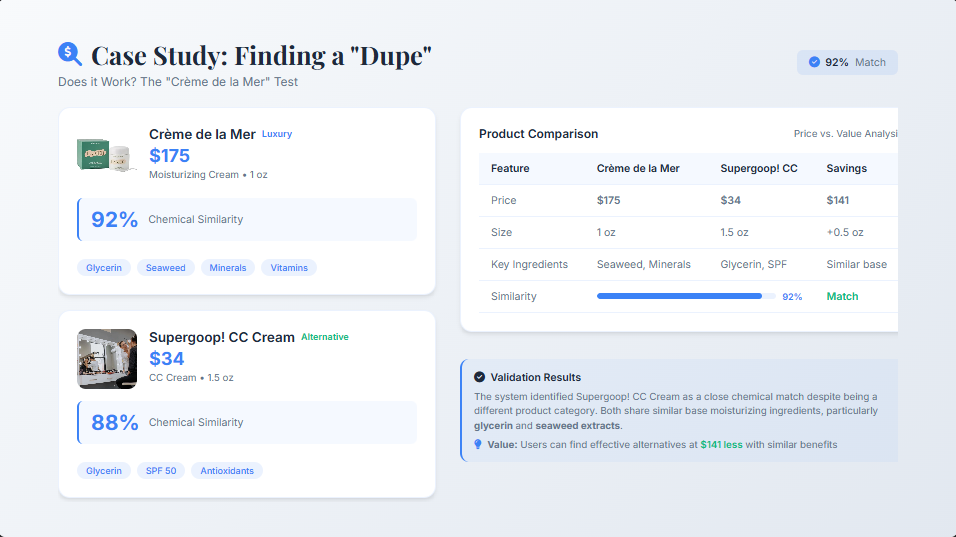 Case Study: Finding a "Dupe"
Does it Work? The "Crème de la Mer" Test
92% Match
Crème de la Mer Luxury
$175
Moisturizing Cream • 1 oz
92% Chemical Similarity
Glycerin Seaweed Minerals Vitamins
Supergoop! CC Cream Alternative
$34
CC Cream • 1.5 oz
88% Chemical Similarity
Glycerin SPF 50 Antioxidants
Product Comparison Price vs. Value Analysi
Feature Crème de la Mer Supergoop! CC Savings
Price $175 $34 $141
Size 1 oz 1.5 oz +0.5 oz
Key Ingredients Seaweed, Minerals Glycerin, SPF Similar base
Similarity 92% Match
Validation Results
The system identified Supergoop! CC Cream as a close chemical match despite being a
different product category. Both share similar base moisturizing ingredients, particularly
glycerin and seaweed extracts.
Value: Users can find effective alternatives at $141 less with similar benefits